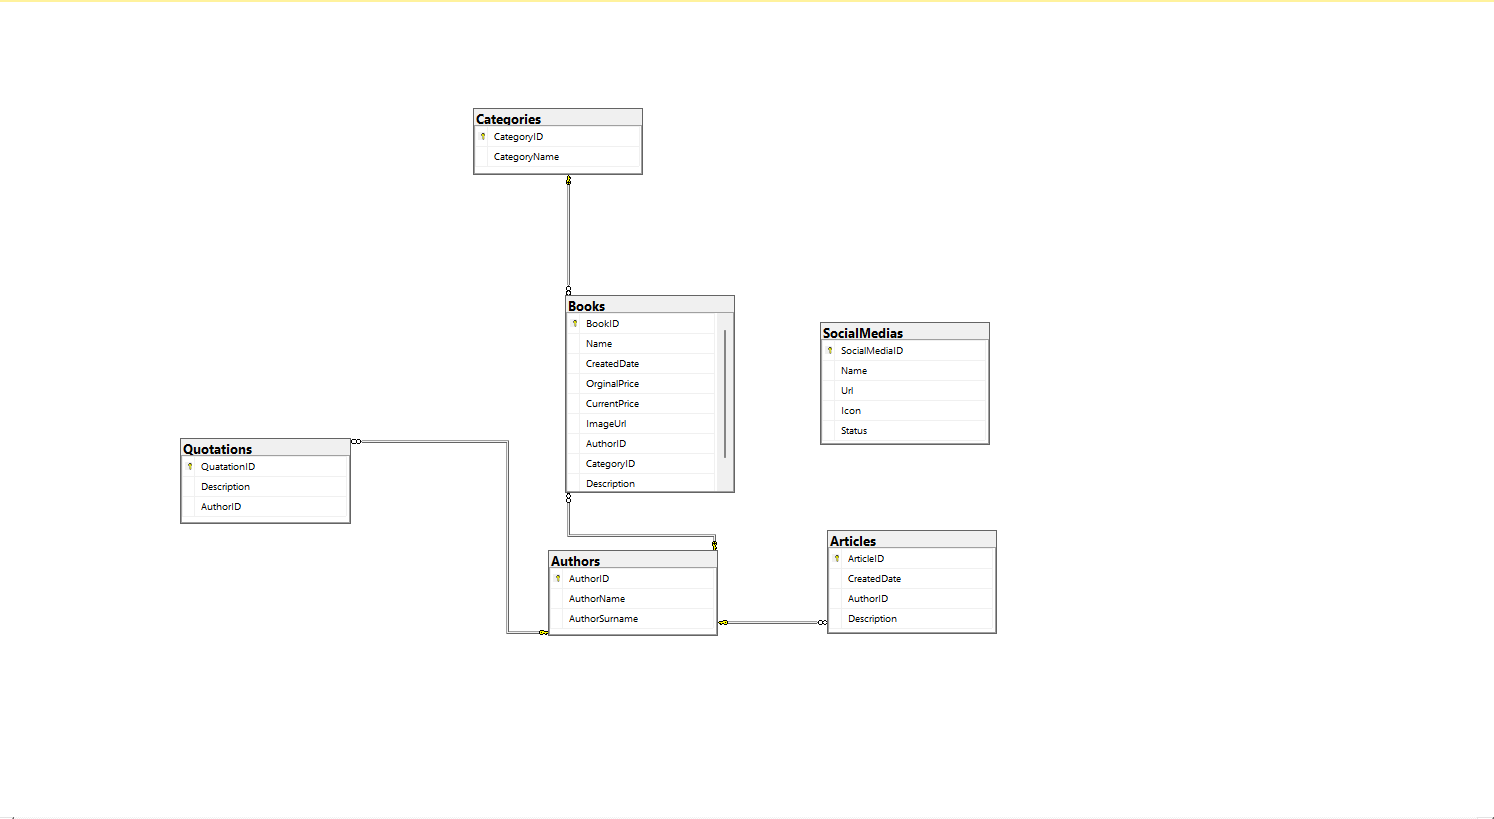 Categories
CategoryID
CategoryName
Books
BookID
Name
CreatedDate
OrginalPrice
CurrentPrice
ImageUrl
AuthorID
CategoryID
Description
SocialMedias
SocialMediaID
Name
Url
Icon
Status
Quotations
QuatationID
Description
AuthorID
Authors
AuthorID
AuthorName
AuthorSurname
Articles
ArticleID
CreatedDate
AuthorID
Description